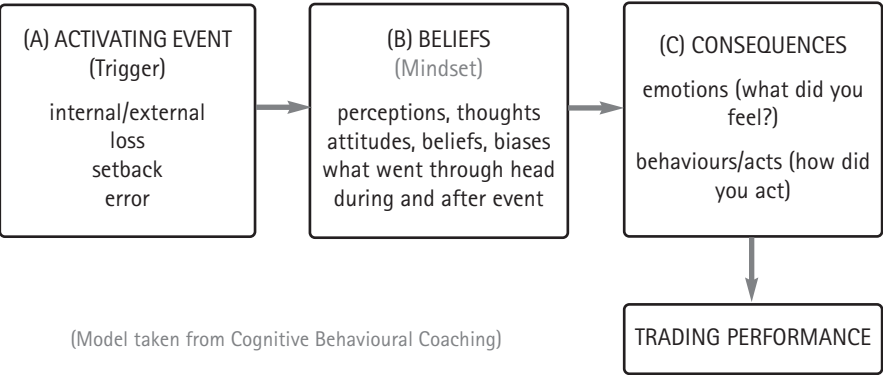 (A) ACTIVATING EVENT
(Trigger)
internal/external
loss
setback
error
(B) BELIEFS
(Mindset)
perceptions, thoughts
attitudes, beliefs, biases
what went through head
during and after event
(C) CONSEQUENCES
emotions (what did you
feel?)
behaviours/acts (how did
you act)
TRADING PERFORMANCE
(Model taken from Cognitive Behavioural Coaching)